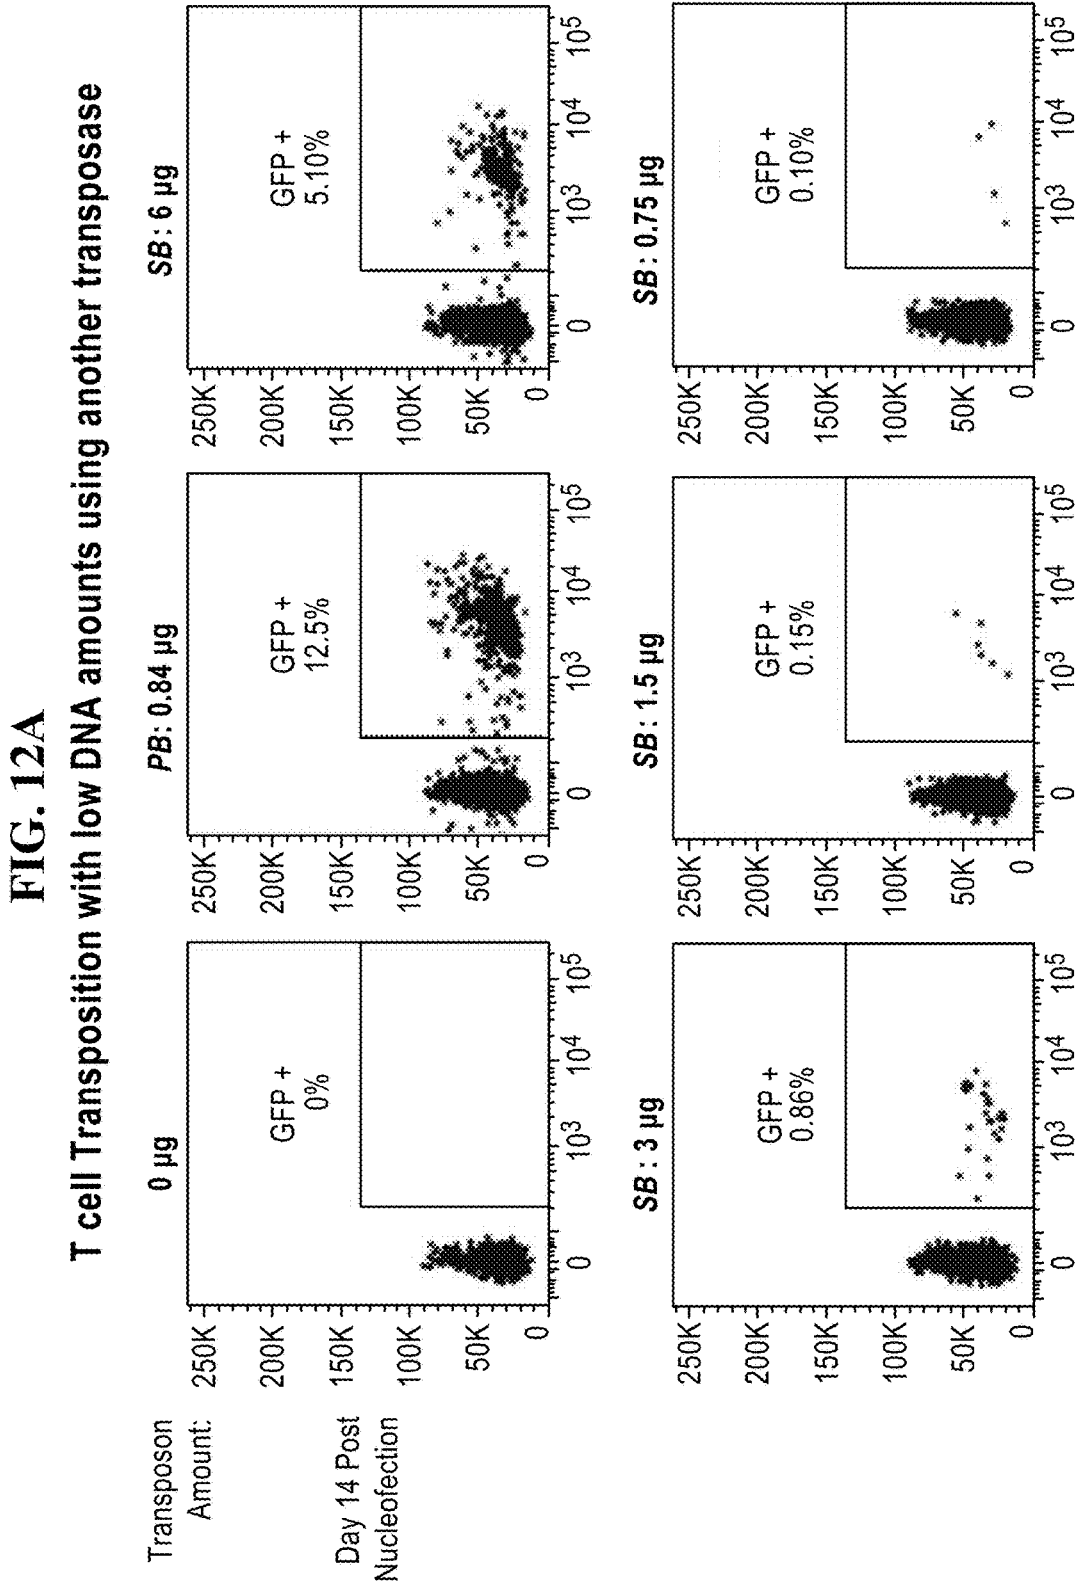 FIG. 12A
T cell Transposition with low DNA amounts using another transposase
Transposon
Amount:
Day 14 Post
Nucleofection
0 µg
250K
200K
150K
100K
50K
0
GFP +
0%
0 10³ 10⁴ 10⁵
PB: 0.84 µg
250K
200K
150K
100K
50K
0
GFP +
12.5%
0 10³ 10⁴ 10⁵
SB: 6 µg
250K
200K
150K
100K
50K
0
GFP +
5.10%
0 10³ 10⁴ 10⁵
SB: 3 µg
250K
200K
150K
100K
50K
0
GFP +
0.86%
0 10³ 10⁴ 10⁵
SB: 1.5 µg
250K
200K
150K
100K
50K
0
GFP +
0.15%
0 10³ 10⁴ 10⁵
SB: 0.75 µg
250K
200K
150K
100K
50K
0
GFP +
0.10%
0 10³ 10⁴ 10⁵